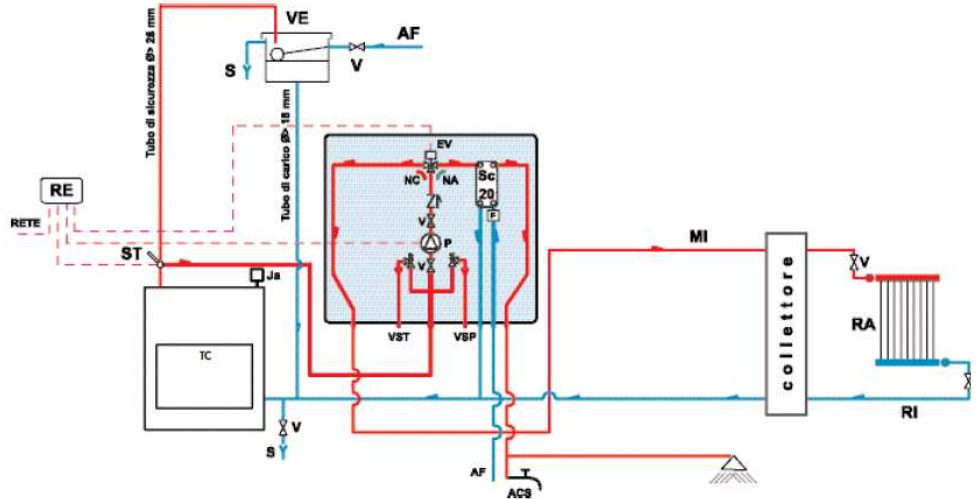 VE
AF
S
V
Tubo di sicurezza Ø> 28 mm
Tubo di carico Ø> 18 mm
EV
NC
NA
Sc
20
F
RE
RETE
V
P
MI
ST
Ja
V
V
VST
VSP
TC
collettore
RA
RI
V
S
AF
ACS